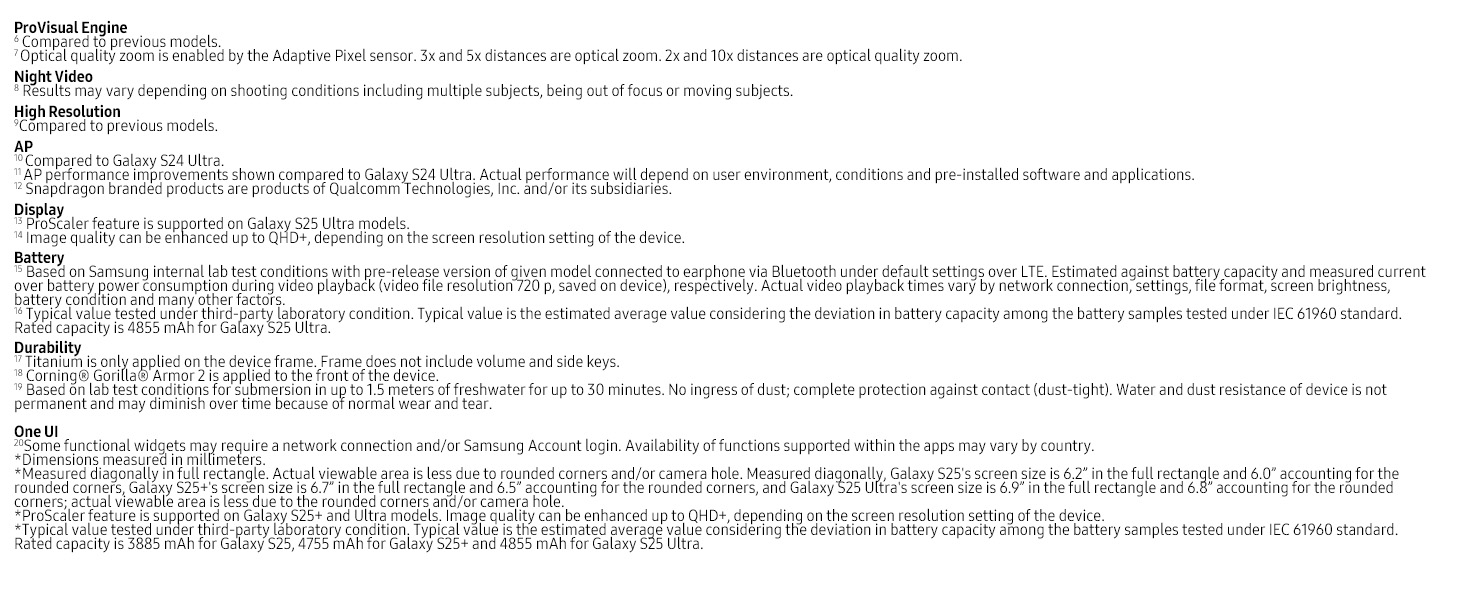 ProVisual Engine
6 Compared to previous models.
7 Optical quality zoom is enabled by the Adaptive Pixel sensor. 3x and 5x distances are optical zoom. 2x and 10x distances are optical quality zoom.
Night Video
8 Results may vary depending on shooting conditions including multiple subjects, being out of focus or moving subjects.
High Resolution
9Compared to previous models.
AP
10 Compared to Galaxy S24 Ultra.
11 AP performance improvements shown compared to Galaxy S24 Ultra. Actual performance will depend on user environment, conditions and pre-installed software and applications.
12 Snapdragon branded products are products of Qualcomm Technologies, Inc. and/or its subsidiaries.
Display
13 ProScaler feature is supported on Galaxy S25 Ultra models.
14 Image quality can be enhanced up to QHD+, depending on the screen resolution setting of the device.
Battery
15 Based on Samsung internal lab test conditions with pre-release version of given model connected to earphone via Bluetooth under default settings over LTE. Estimated against battery capacity and measured current
over battery power consumption during video playback (video file resolution 720 p, saved on device), respectively. Actual video playback times vary by network connection, settings, file format, screen brightness,
battery condition and many other factors.
16 Typical value tested under third-party laboratory condition. Typical value is the estimated average value considering the deviation in battery capacity among the battery samples tested under IEC 61960 standard.
Rated capacity is 4855 mAh for Galaxy S25 Ultra.
Durability
17 Titanium is only applied on the device frame. Frame does not include volume and side keys.
18 Corning® Gorilla® Armor 2 is applied to the front of the device.
19 Based on lab test conditions for submersion in up to 1.5 meters of freshwater for up to 30 minutes. No ingress of dust; complete protection against contact (dust-tight). Water and dust resistance of device is not
permanent and may diminish over time because of normal wear and tear.
One UI
20Some functional widgets may require a network connection and/or Samsung Account login. Availability of functions supported within the apps may vary by country.
*Dimensions measured in millimeters.
*Measured diagonally in full rectangle. Actual viewable area is less due to rounded corners and/or camera hole. Measured diagonally, Galaxy S25's screen size is 6.2” in the full rectangle and 6.0” accounting for the
rounded corners, Galaxy S25+'s screen size is 6.7” in the full rectangle and 6.5” accounting for the rounded corners, and Galaxy S25 Ultra's screen size is 6.9” in the full rectangle and 6.8” accounting for the rounded
corners; actual viewable area is less due to the rounded corners and/or camera hole.
*ProScaler feature is supported on Galaxy S25+ and Ultra models. Image quality can be enhanced up to QHD+, depending on the screen resolution setting of the device.
*Typical value tested under third-party laboratory condition. Typical value is the estimated average value considering the deviation in battery capacity among the battery samples tested under IEC 61960 standard.
Rated capacity is 3885 mAh for Galaxy S25, 4755 mAh for Galaxy S25+ and 4855 mAh for Galaxy S25 Ultra.